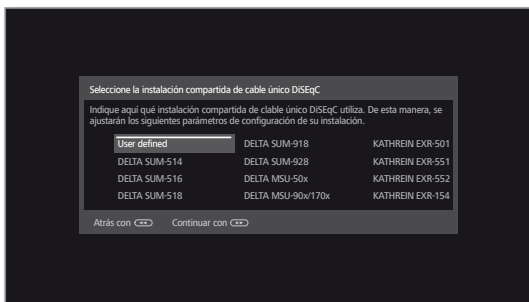 Seleccione la instalación compartida de cable único DiSEqC
Indique aquí qué instalación compartida de clable único DiSEqC utiliza. De esta manera, se
ajustarán los siguientes parámetros de configuración de su instalación.
User defined DELTA SUM-918 KATHREIN EXR-501
DELTA SUM-514 DELTA SUM-928 KATHREIN EXR-551
DELTA SUM-516 DELTA MSU-50x KATHREIN EXR-552
DELTA SUM-518 DELTA MSU-90x/170x KATHREIN EXR-154
Atrás con Continuar con